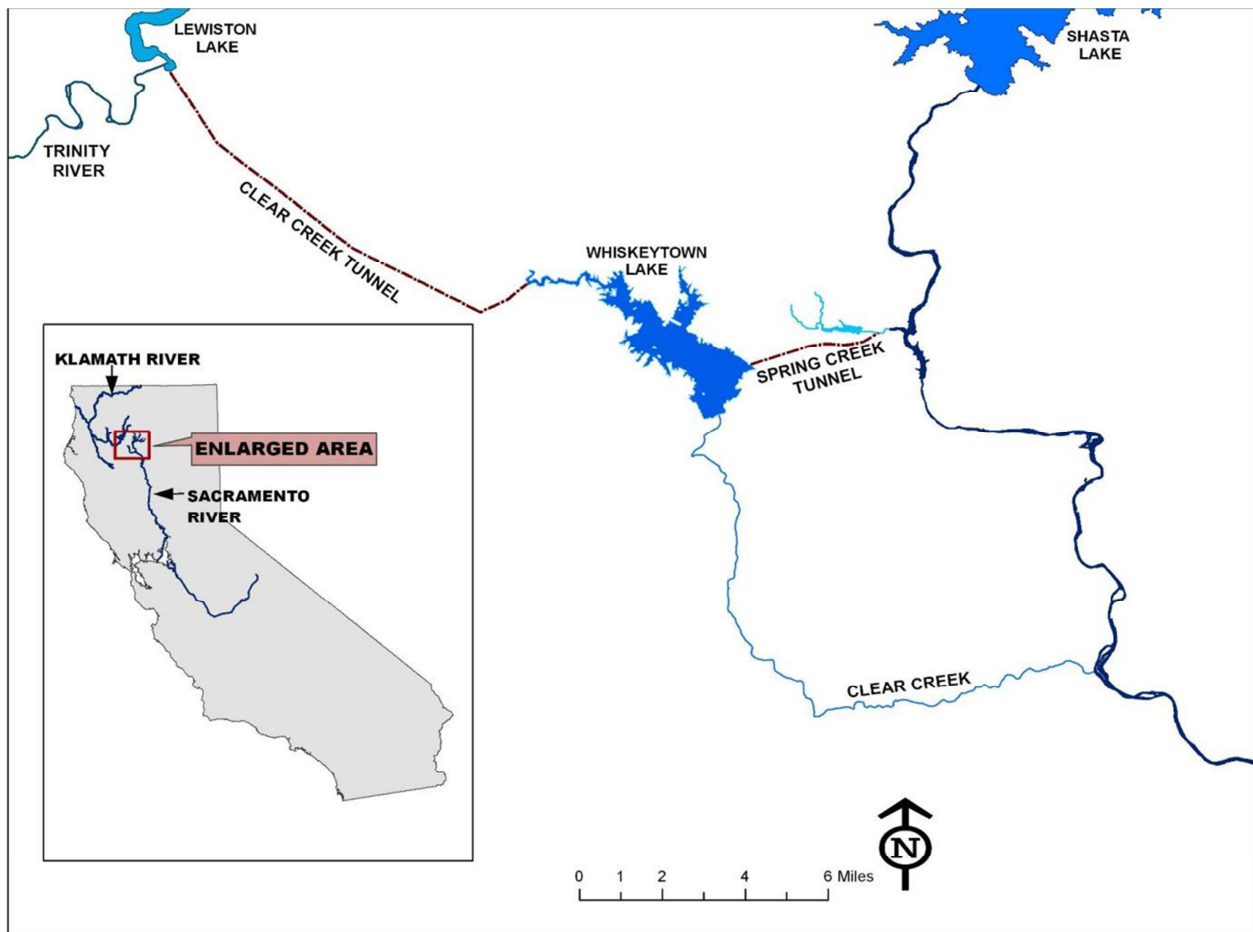 LEWISTON
LAKE
SHASTA
LAKE
TRINITY
RIVER
CLEAR CREEK TUNNEL
WHISKEYTOWN
LAKE
SPRING CREEK
TUNNEL
KLAMATH RIVER
ENLARGED AREA
SACRAMENTO
RIVER
CLEAR CREEK
N
0 1 2 4 6 Miles